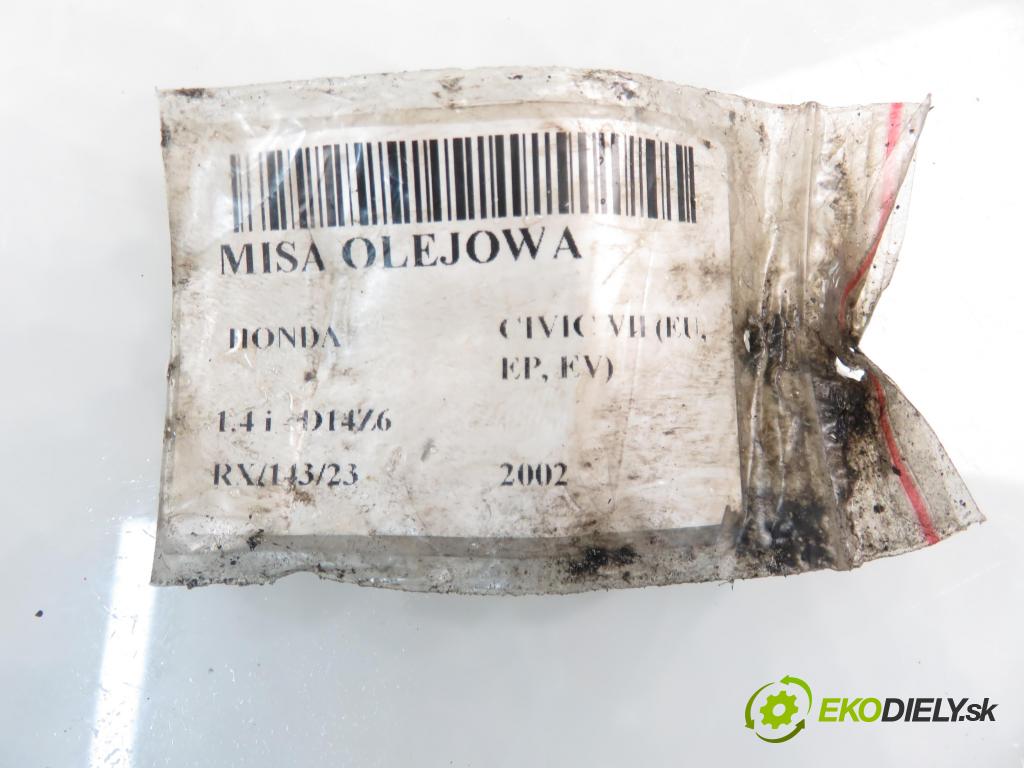 MISA OLEJOWA
HONDA CIVIC VII (EU,
EP, EV)
1.4 i - D14Z6
RX/143/23 2002
EKODIELY.sk